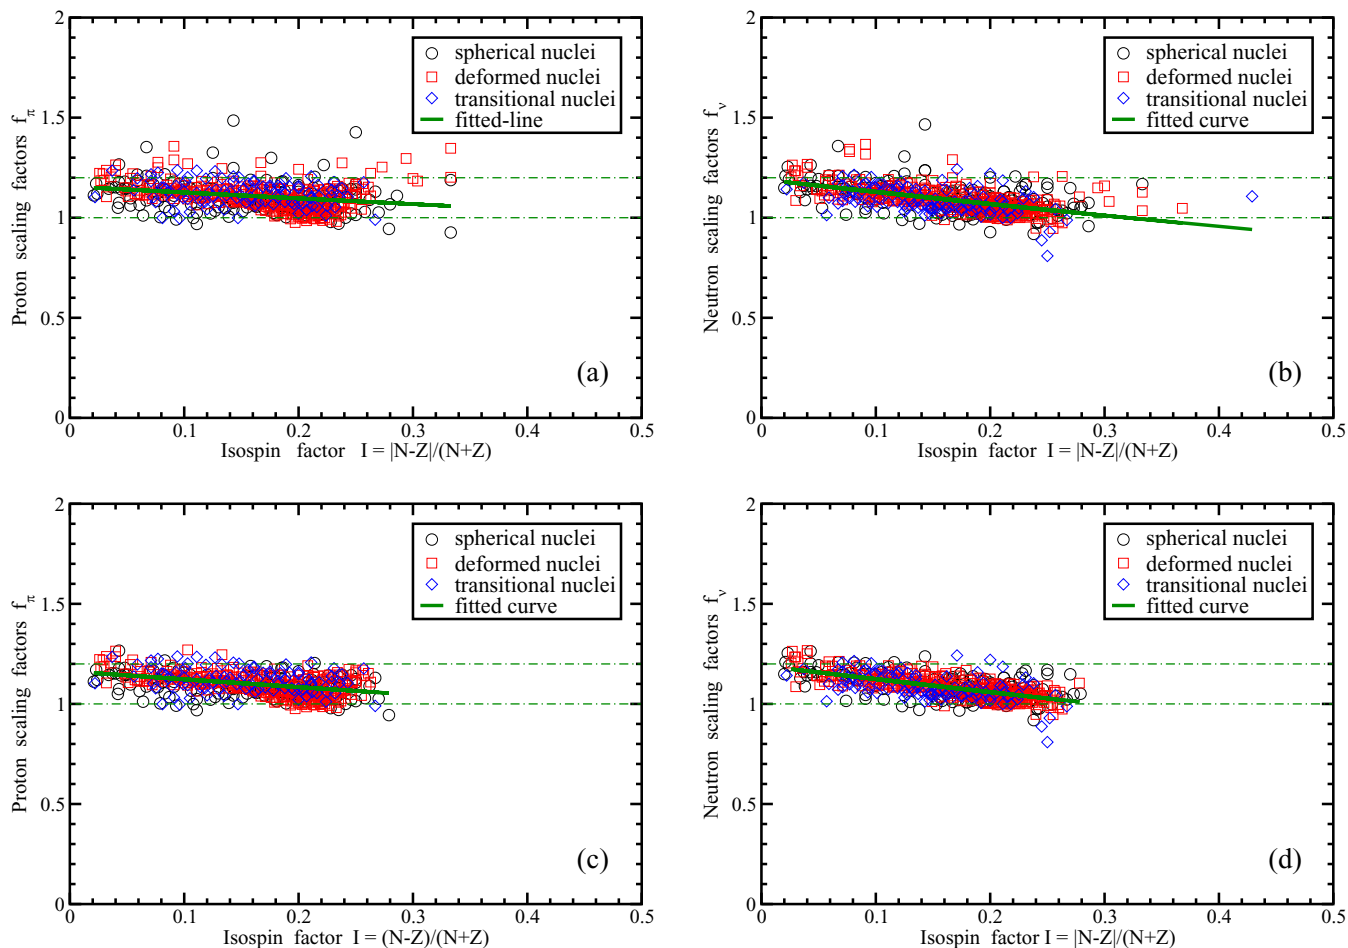 2
1.5
1
0.5
0
Proton scaling factors f_π
spherical nuclei
deformed nuclei
transitional nuclei
fitted-line
(a)
0 0.1 0.2 0.3 0.4 0.5
Isospin factor I = |N-Z|/(N+Z)
2
1.5
1
0.5
0
Neutron scaling factors f_ν
spherical nuclei
deformed nuclei
transitional nuclei
fitted curve
(b)
0 0.1 0.2 0.3 0.4 0.5
Isospin factor I = |N-Z|/(N+Z)
2
1.5
1
0.5
0
Proton scaling factors f_π
spherical nuclei
deformed nuclei
transitional nuclei
fitted curve
(c)
0 0.1 0.2 0.3 0.4 0.5
Isospin factor I = (N-Z)/(N+Z)
2
1.5
1
0.5
0
Neutron scaling factors f_ν
spherical nuclei
deformed nuclei
transitional nuclei
fitted curve
(d)
0 0.1 0.2 0.3 0.4 0.5
Isospin factor I = |N-Z|/(N+Z)